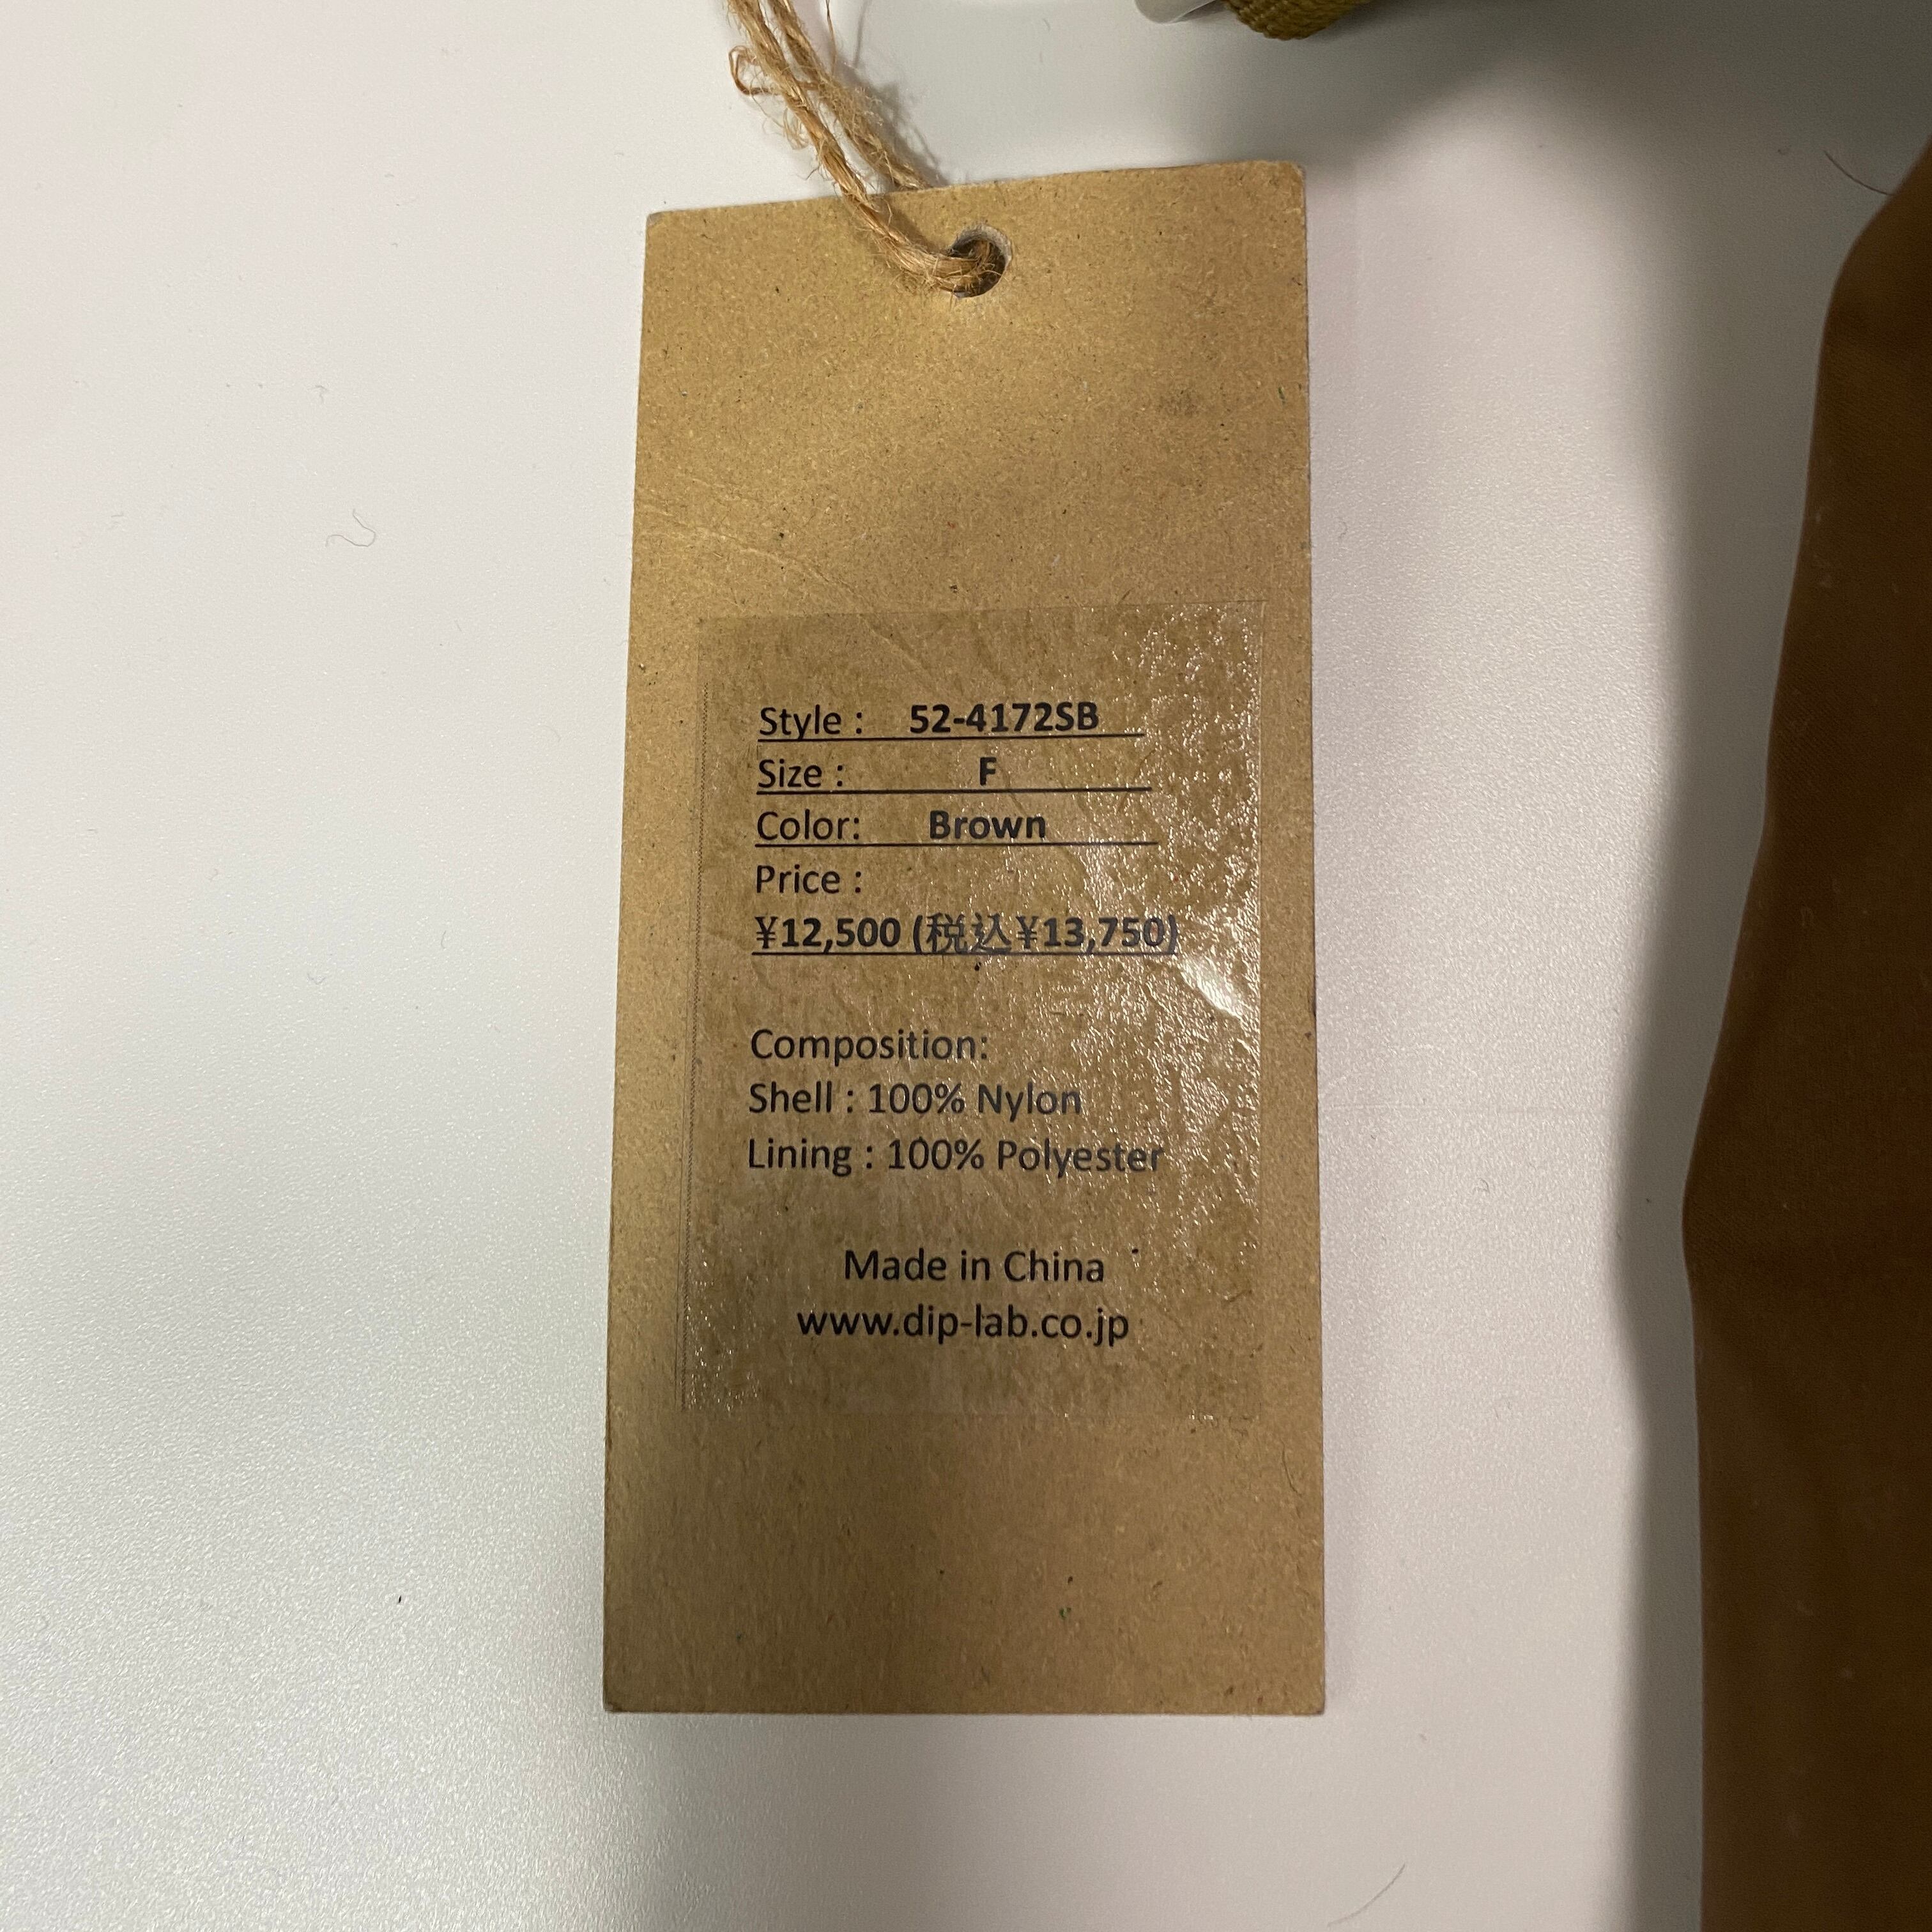 Style : 52-4172SB
Size : F
Color: Brown
Price :
¥12,500 (税込¥13,750)
Composition:
Shell : 100% Nylon
Lining : 100% Polyester
Made in China
www.dip-lab.co.jp